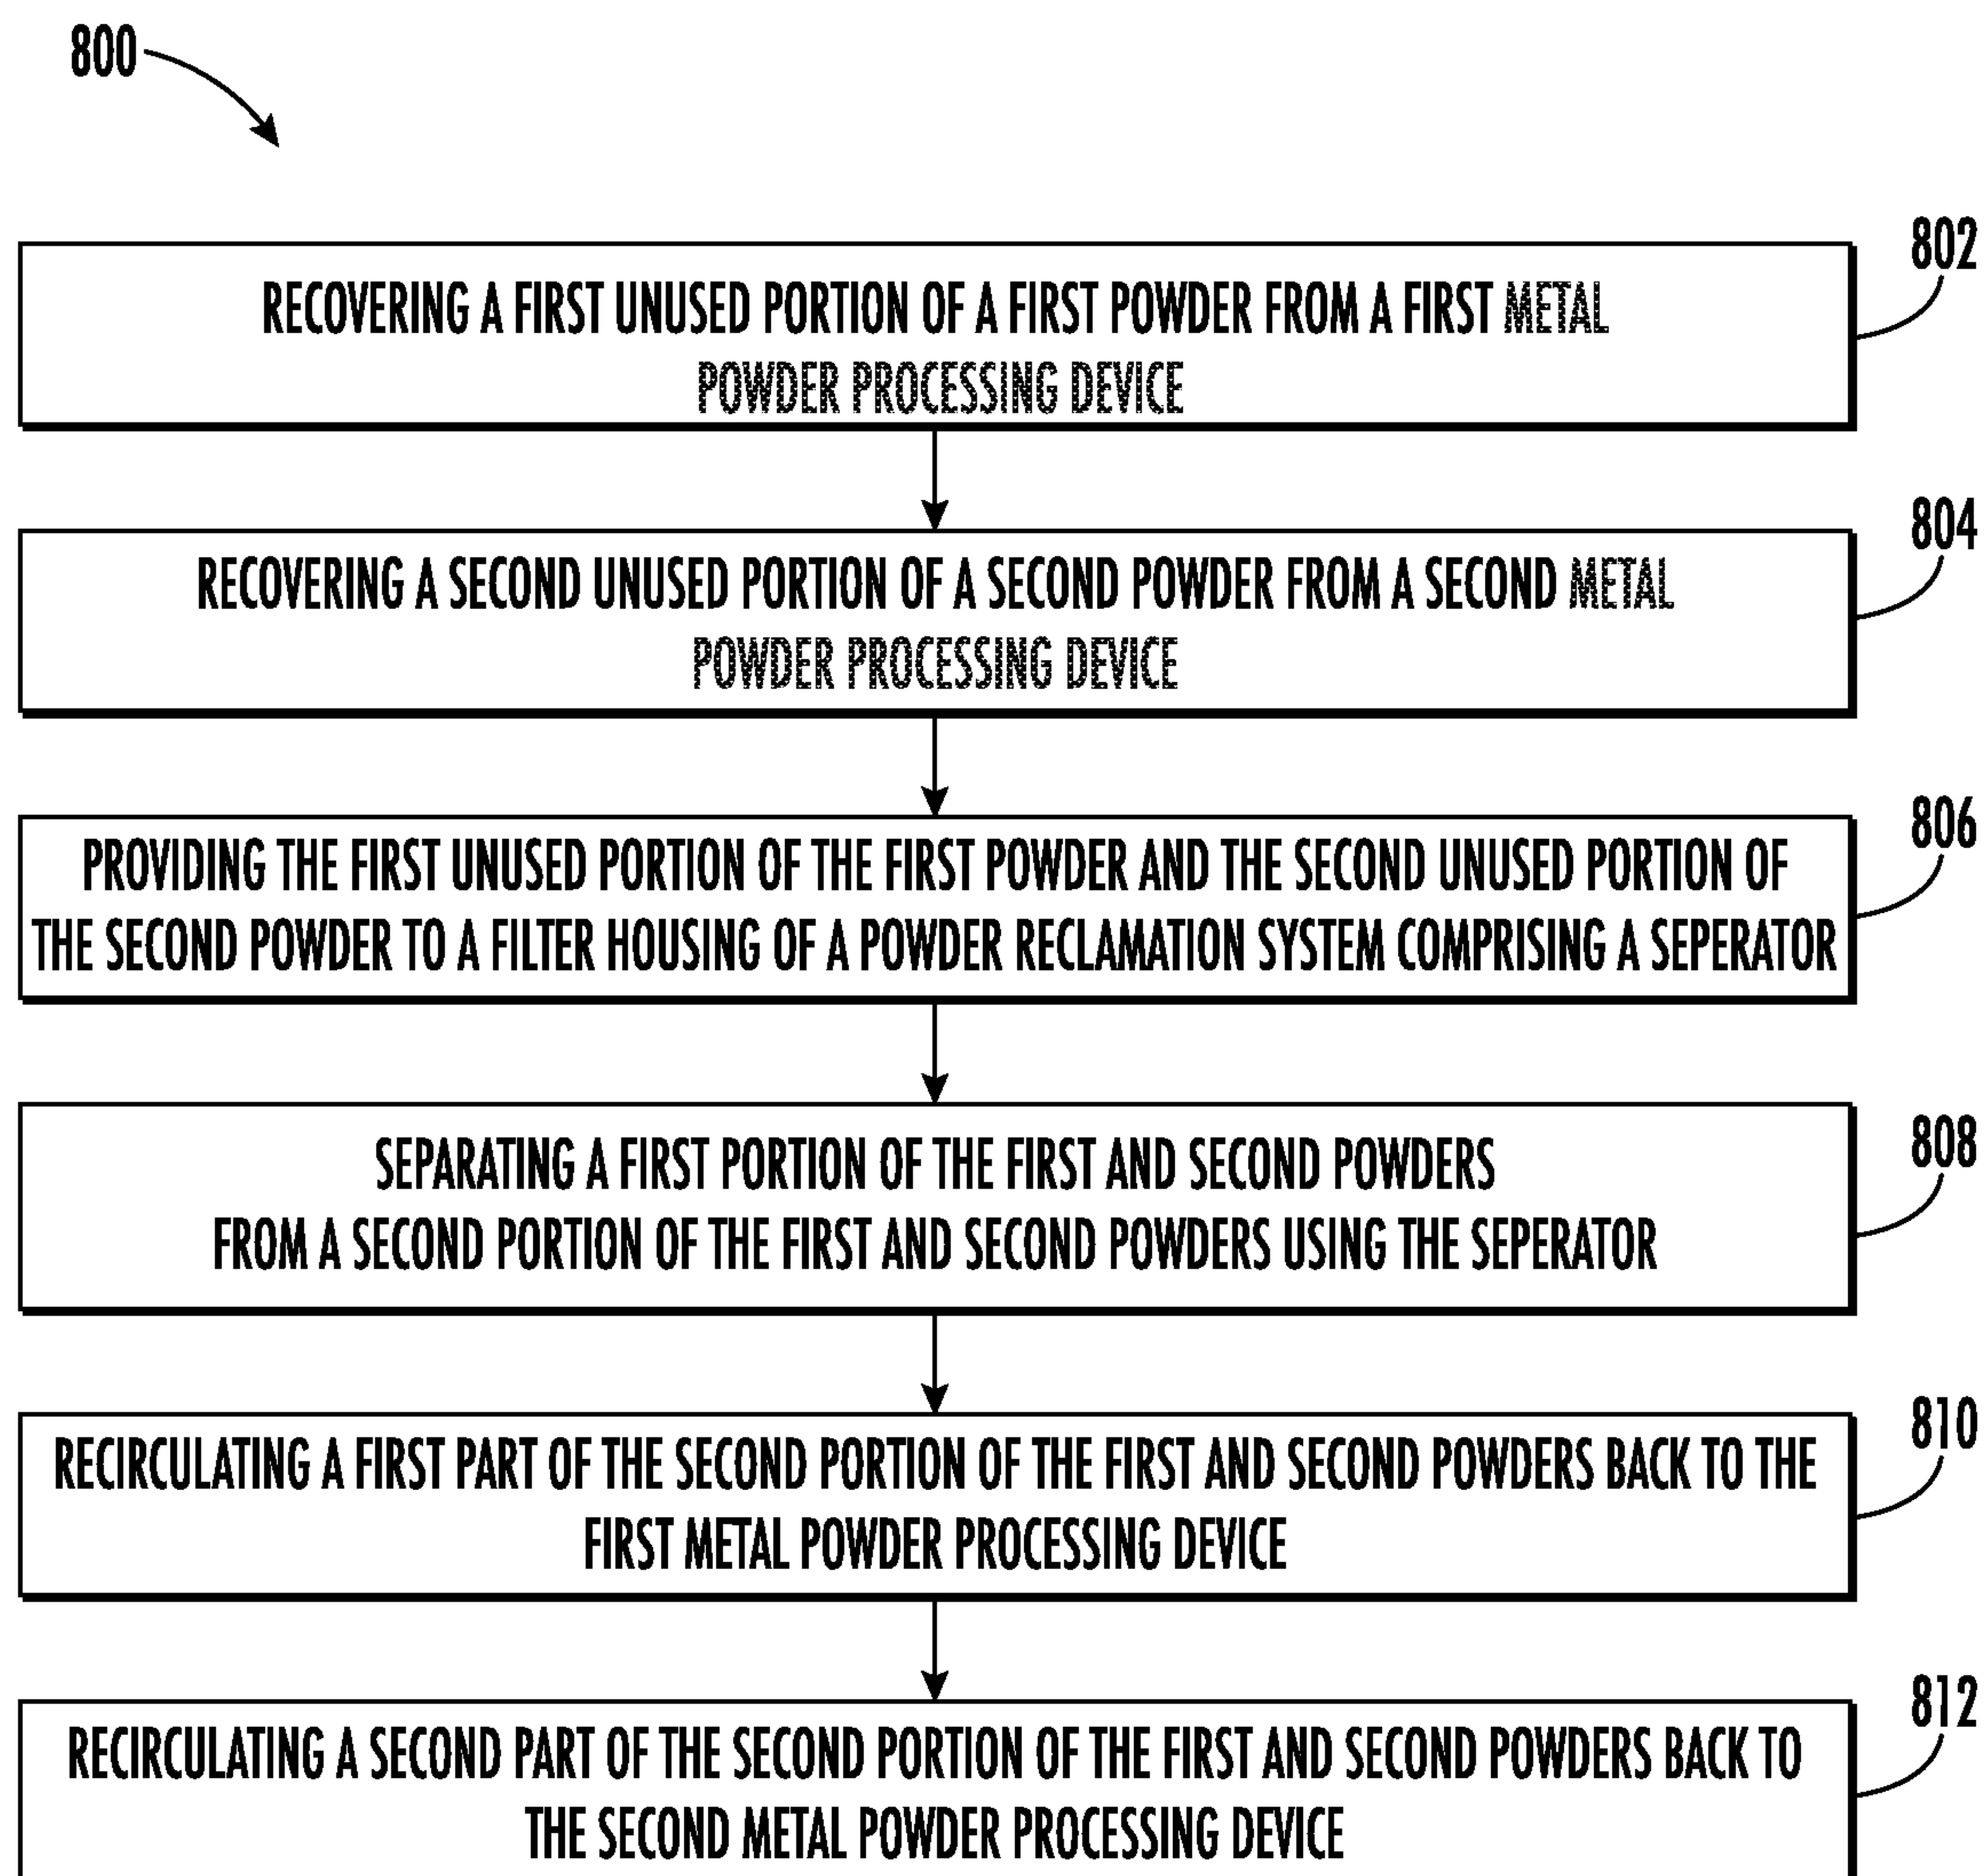 800
802
RECOVERING A FIRST UNUSED PORTION OF A FIRST POWDER FROM A FIRST METAL
POWDER PROCESSING DEVICE
804
RECOVERING A SECOND UNUSED PORTION OF A SECOND POWDER FROM A SECOND METAL
POWDER PROCESSING DEVICE
806
PROVIDING THE FIRST UNUSED PORTION OF THE FIRST POWDER AND THE SECOND UNUSED PORTION OF
THE SECOND POWDER TO A FILTER HOUSING OF A POWDER RECLAMATION SYSTEM COMPRISING A SEPERATOR
808
SEPARATING A FIRST PORTION OF THE FIRST AND SECOND POWDERS
FROM A SECOND PORTION OF THE FIRST AND SECOND POWDERS USING THE SEPERATOR
810
RECIRCULATING A FIRST PART OF THE SECOND PORTION OF THE FIRST AND SECOND POWDERS BACK TO THE
FIRST METAL POWDER PROCESSING DEVICE
812
RECIRCULATING A SECOND PART OF THE SECOND PORTION OF THE FIRST AND SECOND POWDERS BACK TO
THE SECOND METAL POWDER PROCESSING DEVICE